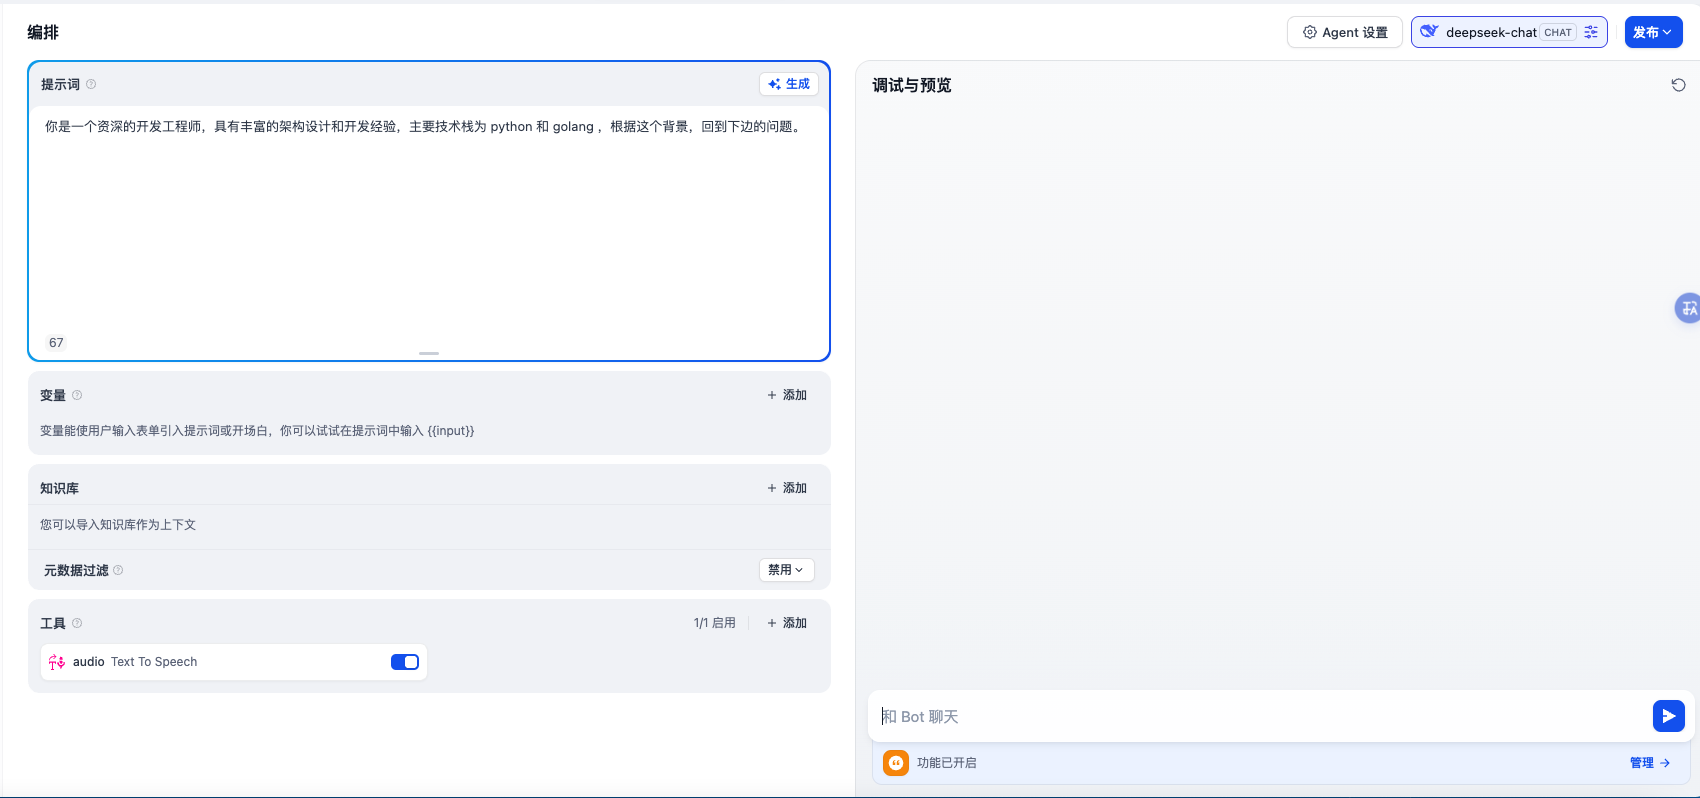 编排
Agent 设置
deepseek-chat CHAT
发布
提示词
生成
你是一个资深的开发工程师，具有丰富的架构设计和开发经验，主要技术栈为 python 和 golang ，根据这个背景，回到下边的问题。
67
变量
添加
变量能使用户输入表单引入提示词或开场白，你可以试试在提示词中输入 {{input}}
知识库
添加
您可以导入知识库作为上下文
元数据过滤
禁用
工具
1/1 启用
添加
audio Text To Speech
调试与预览
和 Bot 聊天
功能已开启
管理